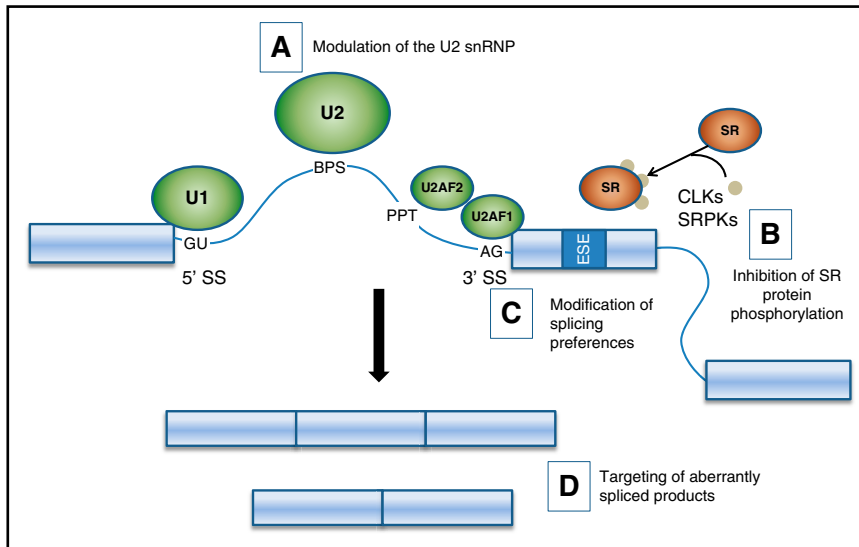 A
Modulation of the U2 snRNP
U2
BPS
U1
GU
5' SS
PPT
U2AF2
U2AF1
AG
3' SS
ESE
SR
SR
CLKs
SRPKs
B
Inhibition of SR
protein
phosphorylation
C
Modification of
splicing
preferences
D
Targeting of aberrantly
spliced products